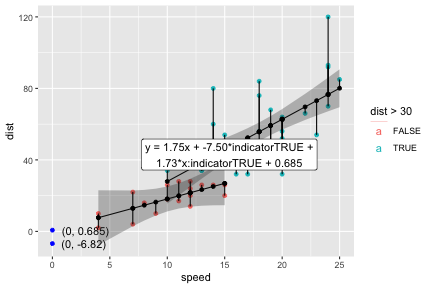 120
80
40
0
dist
y = 1.75x + -7.50*indicatorTRUE +
1.73*x:indicatorTRUE + 0.685
(0, 0.685)
(0, -6.82)
0 5 10 15 20 25
speed
dist > 30
FALSE
TRUE